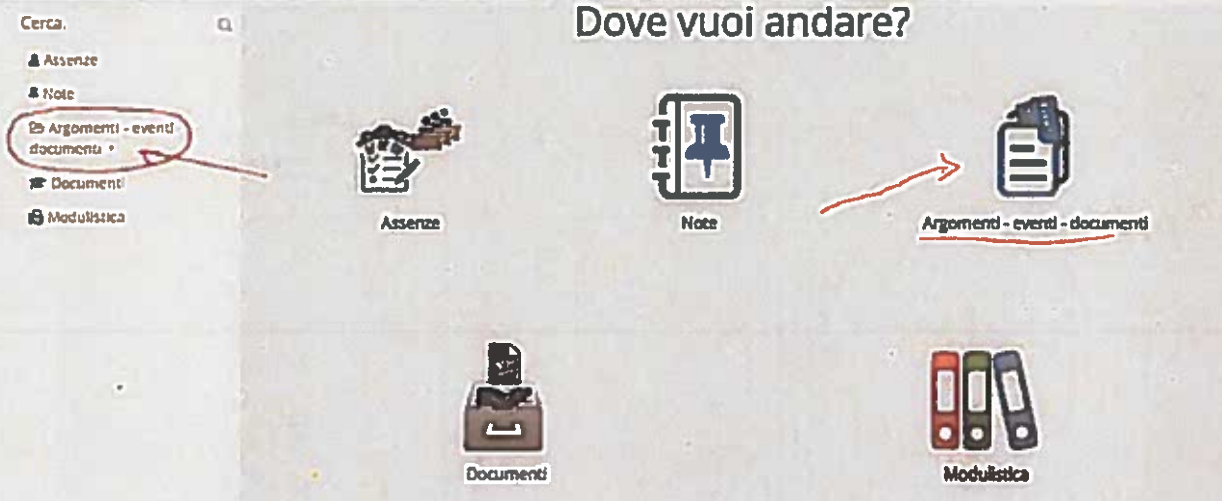 Cerca.
Assenze
Note
Argomenti - eventi
documenti
Documenti
Modulistica
Dove vuoi andare?
Assenze
Note
Argomenti - eventi - documenti
Documenti
Modulistica